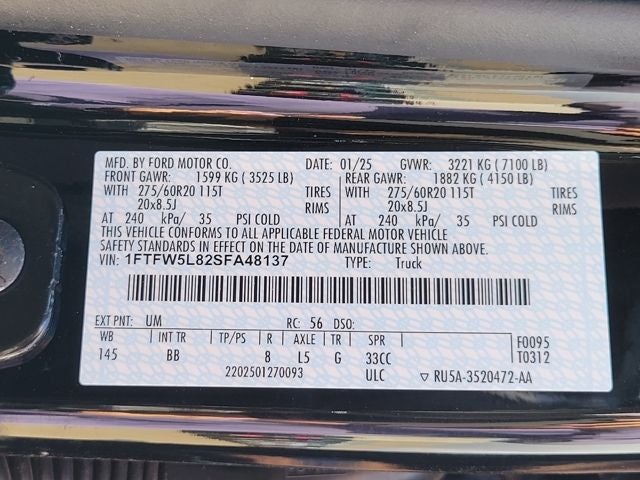 MFD. BY FORD MOTOR CO. DATE: 01/25 GVWR: 3221 KG (7100 LB)
FRONT GAWR: 1599 KG (3525 LB) REAR GAWR: 1882 KG (4150 LB)
WITH 275/60R20 115T TIRES WITH 275/60R20 115T TIRES
20x8.5J RIMS 20x8.5J RIMS
AT 240 kPa/ 35 PSI COLD AT 240 kPa/ 35 PSI COLD
THIS VEHICLE CONFORMS TO ALL APPLICABLE FEDERAL MOTOR VEHICLE
SAFETY STANDARDS IN EFFECT ON THE DATE OF MANUFACTURE SHOWN ABOVE.
VIN: 1FTFW5L82SFA48137 TYPE: Truck
EXT PNT: UM RC: 56 DSO:
WB INT TR TP/PS R AXLE TR SPR F0095
145 BB 8 L5 G 33CC T0312
2202501270093 ULC ▽ RU5A-3520472-AA